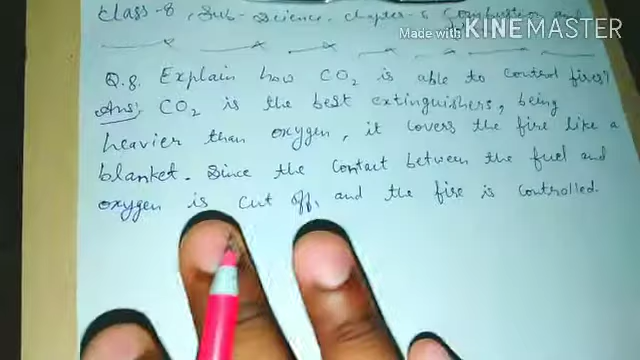 Class-8, Sub-Science. Chapter-6 Combustion and
Made with KINEMASTER
Q.8. Explain how CO₂ is able to control fires?
Ans: CO₂ is the best extinguishers, being
heavier than oxygen, it covers the fire like a
blanket. Since the contact between the fuel and
oxygen is cut off, and the fire is controlled.